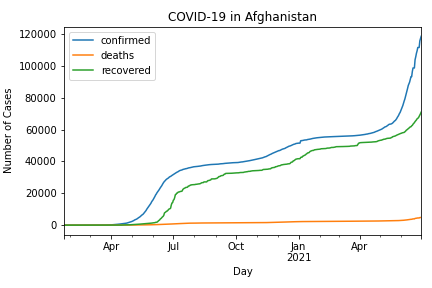 COVID-19 in Afghanistan
120000
100000
80000
60000
40000
20000
0
Number of Cases
confirmed
deaths
recovered
Apr
Jul
Oct
Jan
2021
Apr
Day